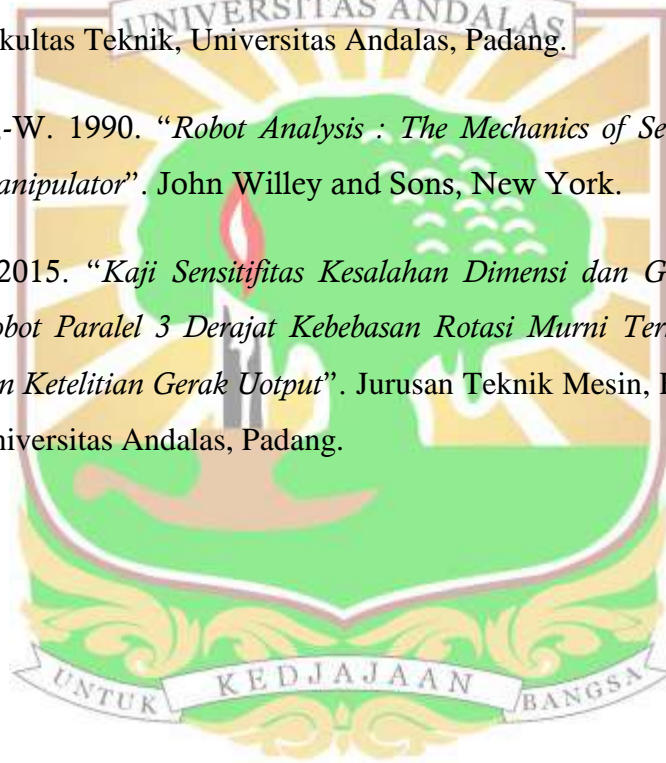 UNIVERSITAS ANDALAS
kultas Teknik, Universitas Andalas, Padang.
-W. 1990. “Robot Analysis : The Mechanics of Se
anipulator”. John Willey and Sons, New York.
2015. “Kaji Sensitifitas Kesalahan Dimensi dan G
obot Paralel 3 Derajat Kebebasan Rotasi Murni Ter
n Ketelitian Gerak Uotput”. Jurusan Teknik Mesin,
niversitas Andalas, Padang.
UNTUK KEDJAJAAN BANGSA